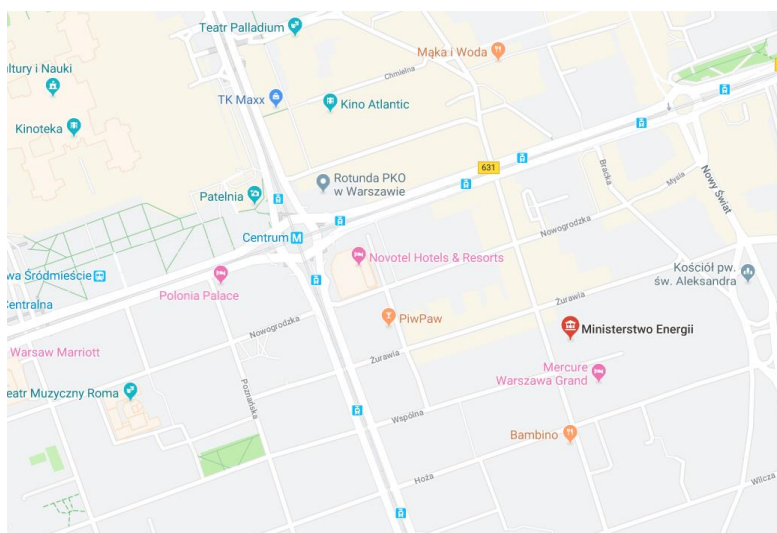 Teatr Palladium
Mąka i Woda
ltury i Nauki
Chmielna
TK Maxx
Kino Atlantic
Kinoteka
631
Rotunda PKO
w Warszawie
Bracka
Mysia
Nowy Świat
Patelnia
Nowogrodzka
Centrum M
Novotel Hotels & Resorts
Kościół pw.
św. Aleksandra
wa Śródmieście
Centralna
Polonia Palace
Żurawia
PiwPaw
Nowogrodzka
Ministerstwo Energii
Warsaw Marriott
Żurawia
Mercure
Warszawa Grand
eatr Muzyczny Roma
Poznańska
Wspólna
Bambino
Hoża
Wilcza